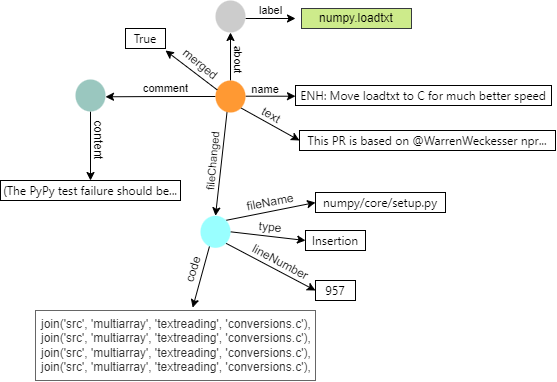 label
numpy.loadtxt
True
merged
about
comment
name
ENH: Move loadtxt to C for much better speed
text
This PR is based on @WarrenWeckesser npr...
content
(The PyPy test failure should be...
fileChanged
fileName
numpy/core/setup.py
type
Insertion
lineNumber
957
code
join('src', 'multiarray', 'textreading', 'conversions.c'),
join('src', 'multiarray', 'textreading', 'conversions.c'),
join('src', 'multiarray', 'textreading', 'conversions.c'),
join('src', 'multiarray', 'textreading', 'conversions.c'),